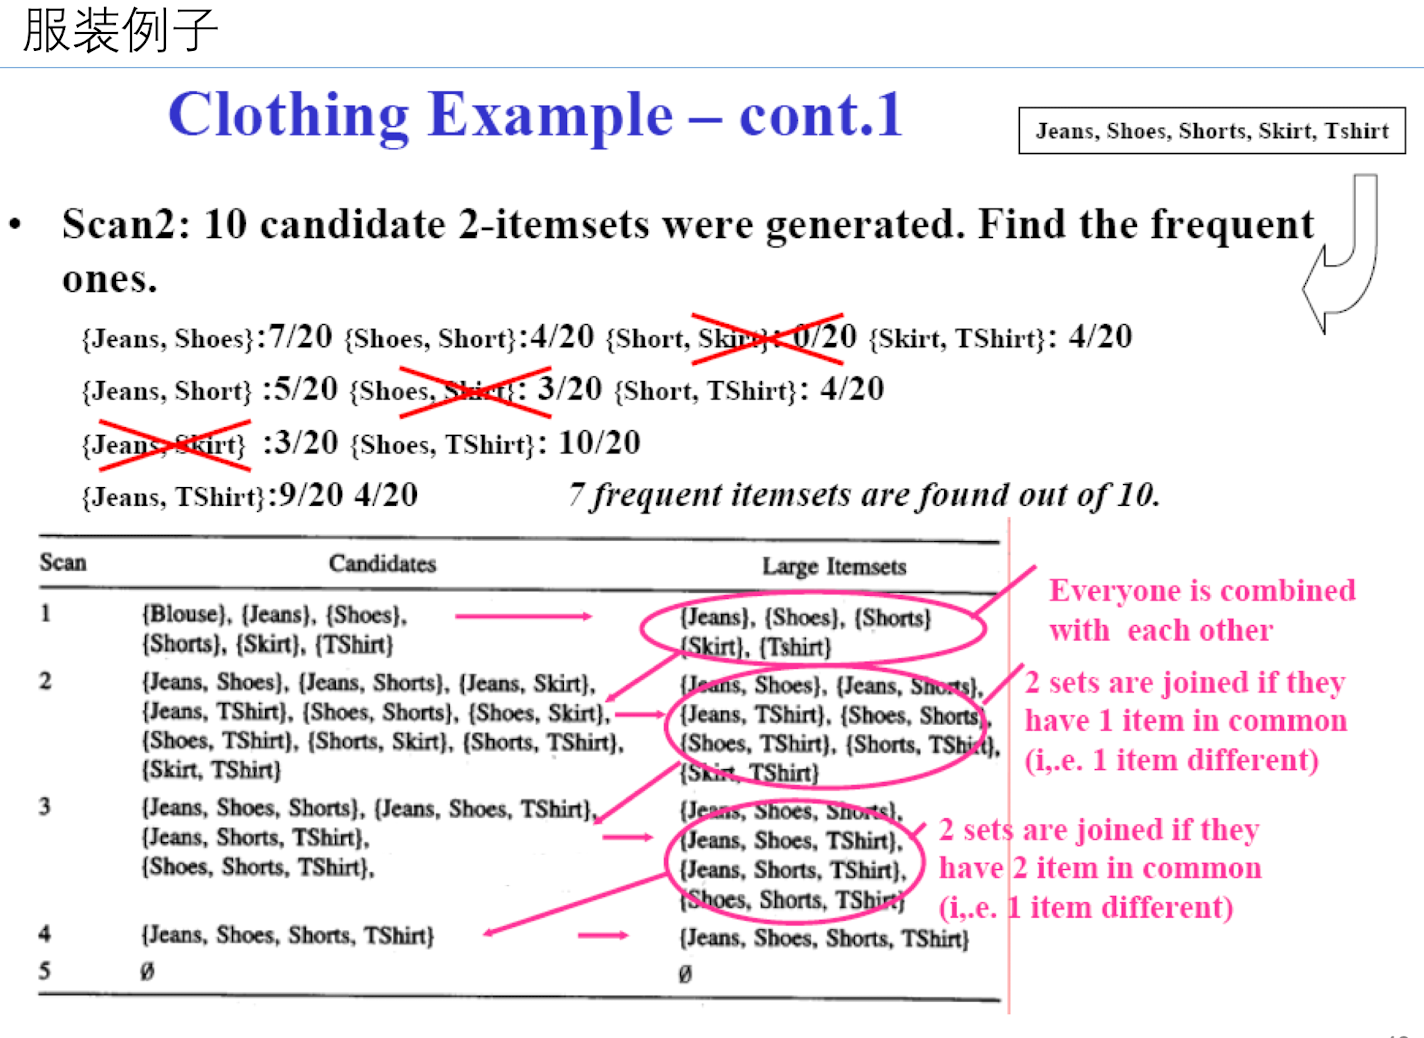 服装例子
Clothing Example – cont.1
Jeans, Shoes, Shorts, Skirt, Tshirt
• Scan2: 10 candidate 2-itemsets were generated. Find the frequent
ones.
{Jeans, Shoes}:7/20 {Shoes, Short}:4/20 {Short, Skirt}: 0/20 {Skirt, TShirt}: 4/20
{Jeans, Short} :5/20 {Shoes, Skirt}: 3/20 {Short, TShirt}: 4/20
{Jeans, Skirt} :3/20 {Shoes, TShirt}: 10/20
{Jeans, TShirt}:9/20 4/20 7 frequent itemsets are found out of 10.
Scan Candidates Large Itemsets
1 {Blouse}, {Jeans}, {Shoes}, {Jeans}, {Shoes}, {Shorts}
{Shorts}, {Skirt}, {TShirt} {Skirt}, {Tshirt}
2 {Jeans, Shoes}, {Jeans, Shorts}, {Jeans, Skirt}, {Jeans, Shoes}, {Jeans, Shorts},
{Jeans, TShirt}, {Shoes, Shorts}, {Shoes, Skirt}, {Jeans, TShirt}, {Shoes, Shorts},
{Shoes, TShirt}, {Shorts, Skirt}, {Shorts, TShirt}, {Shoes, TShirt}, {Shorts, TShirt},
{Skirt, TShirt} {Skirt, TShirt}
3 {Jeans, Shoes, Shorts}, {Jeans, Shoes, TShirt}, {Jeans, Shoes, Shorts},
{Jeans, Shorts, TShirt}, {Jeans, Shoes, TShirt},
{Shoes, Shorts, TShirt}, {Jeans, Shorts, TShirt},
{Shoes, Shorts, TShirt}
4 {Jeans, Shoes, Shorts, TShirt} {Jeans, Shoes, Shorts, TShirt}
5 Ø Ø
Everyone is combined
with each other
2 sets are joined if they
have 1 item in common
(i,.e. 1 item different)
2 sets are joined if they
have 2 item in common
(i,.e. 1 item different)